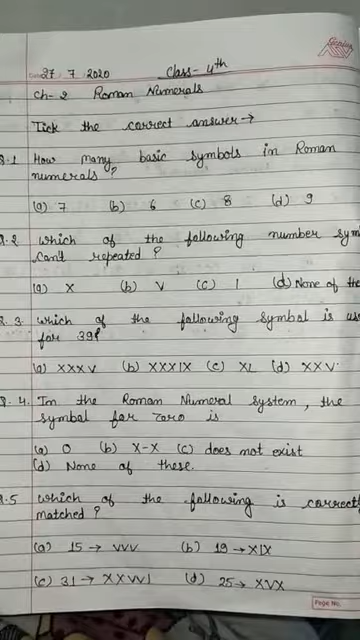 27.7.2020 Class- 4th
Ch-2 Roman Numerals
Tick the correct answer→
Q.1 How many basic symbols in Roman
numerals?
(a) 7 (b) 6 (c) 8 (d) 9
Q.2 which of the following number sym
can't repeated ?
(a) X (b) V (c) I (d) None of the
Q.3. which of the following symbol is us
for 39?
(a) XXXV (b) XXXIX (c) XL (d) XXV
Q.4. In the Roman Numeral system, the
symbol for zero is
(a) O (b) X-X (c) does not exist
(d) None of these.
Q.5 which of the following is correct
matched ?
(a) 15 → VVV (b) 19 → XIX
(c) 31 → XXVVI (d) 25 → XVX
Page No.